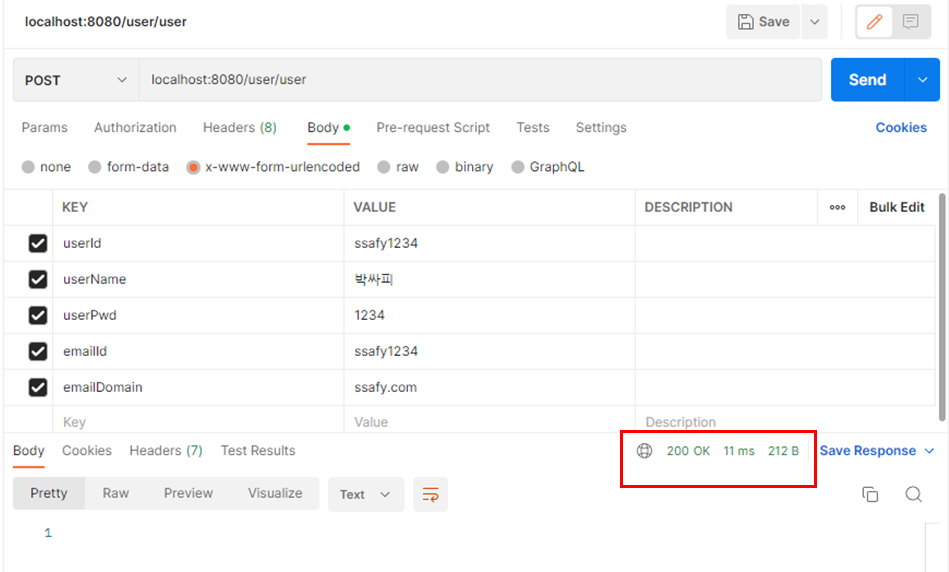 localhost:8080/user/user
Save
POST
localhost:8080/user/user
Send
Params Authorization Headers (8) Body Pre-request Script Tests Settings Cookies
none form-data x-www-form-urlencoded raw binary GraphQL
KEY VALUE DESCRIPTION ooo Bulk Edit
userId ssafy1234
userName 박싸피
userPwd 1234
emailId ssafy1234
emailDomain ssafy.com
Key Value Description
Body Cookies Headers (7) Test Results 200 OK 11 ms 212 B Save Response
Pretty Raw Preview Visualize Text
1